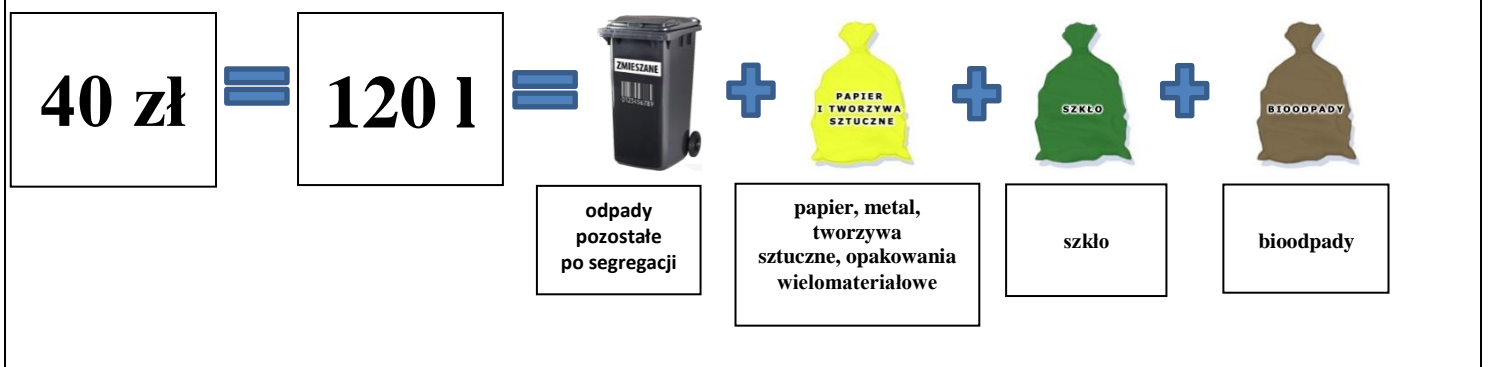 40 zł
120 l
ZMIESZANE
0123456789
PAPIER
I TWORZYWA
SZTUCZNE
SZKŁO
BIOODPADY
odpady
pozostałe
po segregacji
papier, metal,
tworzywa
sztuczne, opakowania
wielomateriałowe
szkło
bioodpady